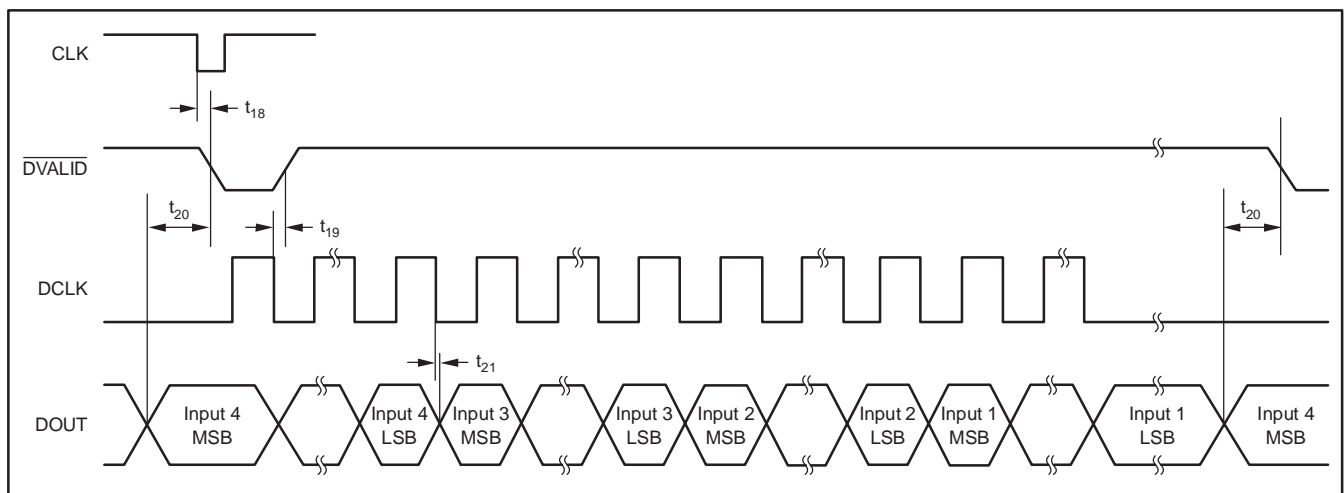 CLK
t18
DVALID
t20
t19
t20
DCLK
t21
DOUT
Input 4
MSB
Input 4
LSB
Input 3
MSB
Input 3
LSB
Input 2
MSB
Input 2
LSB
Input 1
MSB
Input 1
LSB
Input 4
MSB